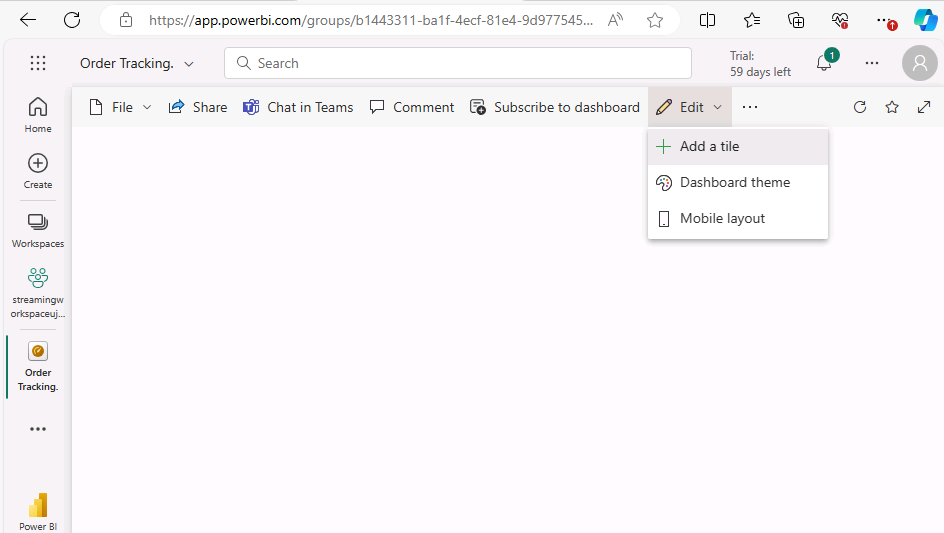 https://app.powerbi.com/groups/b1443311-ba1f-4ecf-81e4-9d977545...
Order Tracking.
Search
Trial:
59 days left
1
File
Share
Chat in Teams
Comment
Subscribe to dashboard
Edit
Add a tile
Dashboard theme
Mobile layout
Home
Create
Workspaces
streamingw
orkspaceuj...
Order
Tracking.
Power BI